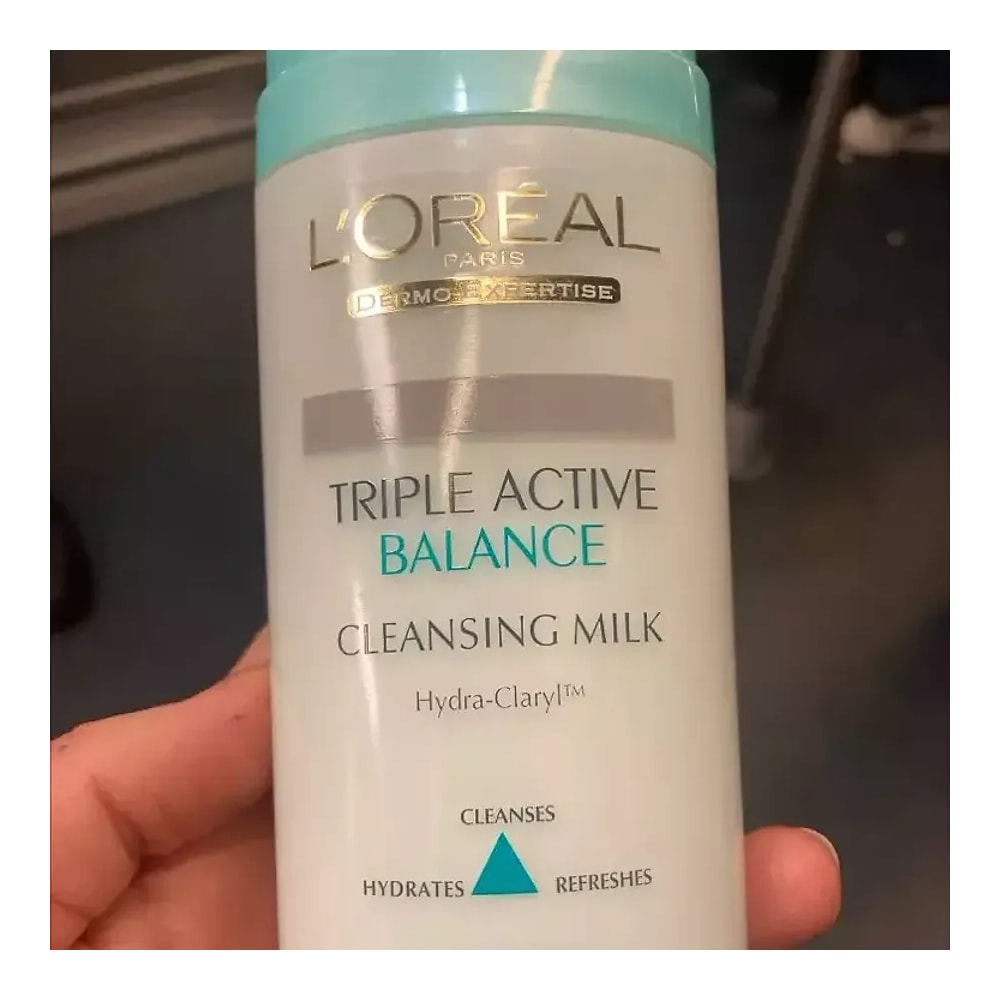 L'ORÉAL
PARIS
DERMO-EXPERTISE
TRIPLE ACTIVE
BALANCE
CLEANSING MILK
Hydra-Claryl™
CLEANSES
HYDRATES REFRESHES